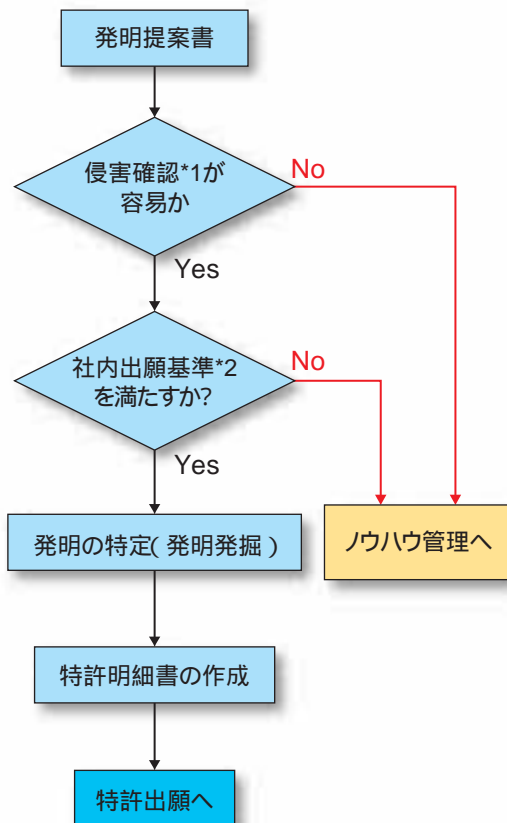 発明提案書
侵害確認*1が
容易か
No
Yes
社内出願基準*2
を満たすか?
No
Yes
発明の特定(発明発掘)
ノウハウ管理へ
特許明細書の作成
特許出願へ